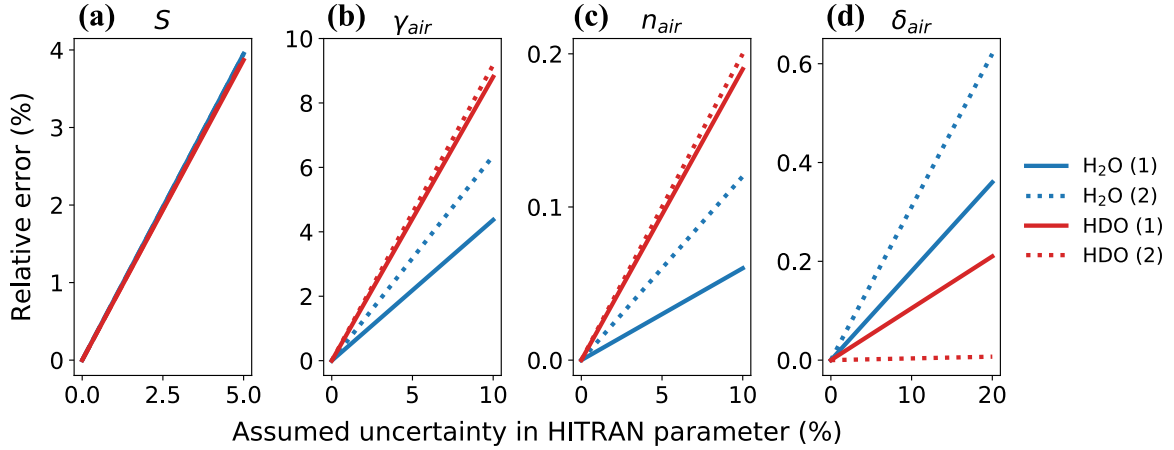 (a) S
(b) γair
(c) nair
(d) δair
Relative error (%)
4
3
2
1
0
0.0 2.5 5.0
10
8
6
4
2
0
0 5 10
0.2
0.1
0.0
0 5 10
0.6
0.4
0.2
0.0
0 10 20
H₂O (1)
H₂O (2)
HDO (1)
HDO (2)
Assumed uncertainty in HITRAN parameter (%)